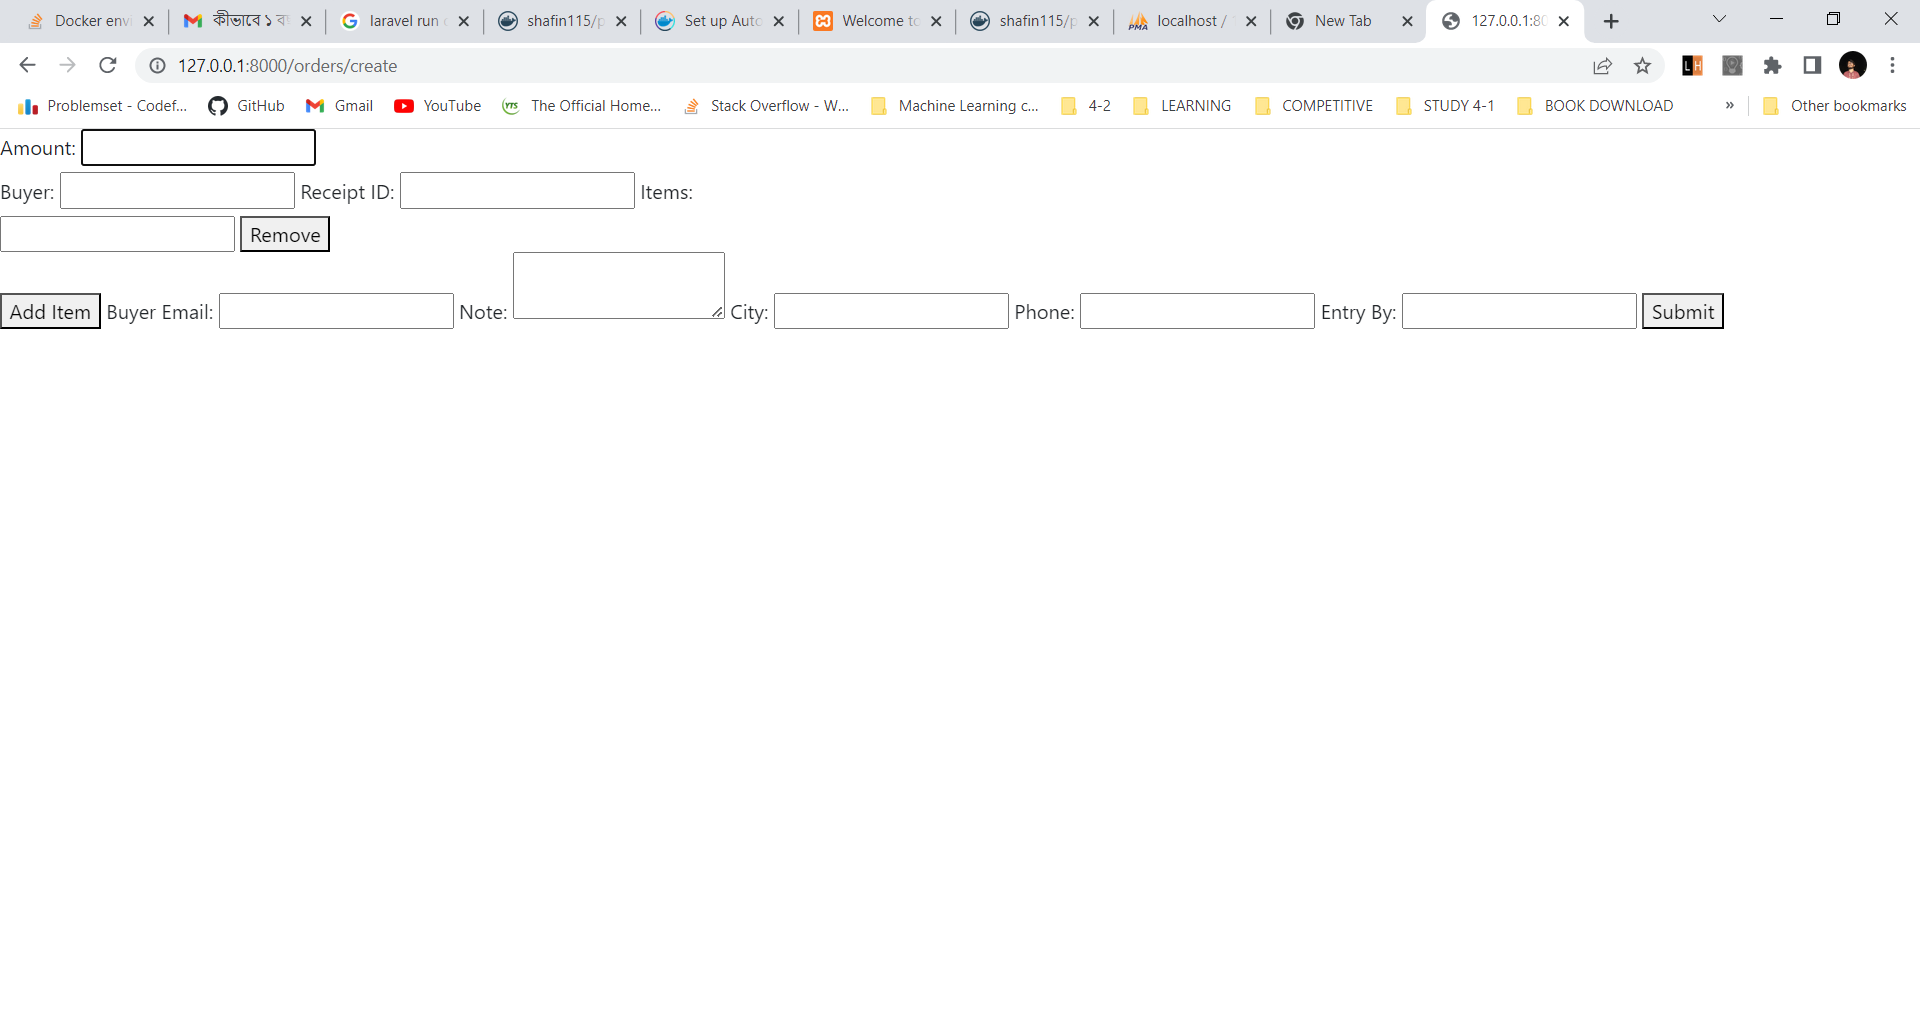 Docker envi কীভাবে ১ বছ laravel run c shafin115/p Set up Auto Welcome to shafin115/p localhost / 1 New Tab 127.0.0.1:80
127.0.0.1:8000/orders/create
Problemset - Codef... GitHub Gmail YouTube The Official Home... Stack Overflow - W... Machine Learning c... 4-2 LEARNING COMPETITIVE STUDY 4-1 BOOK DOWNLOAD » Other bookmarks
Amount:
Buyer: Receipt ID: Items:
Remove
Add Item Buyer Email: Note: City: Phone: Entry By: Submit